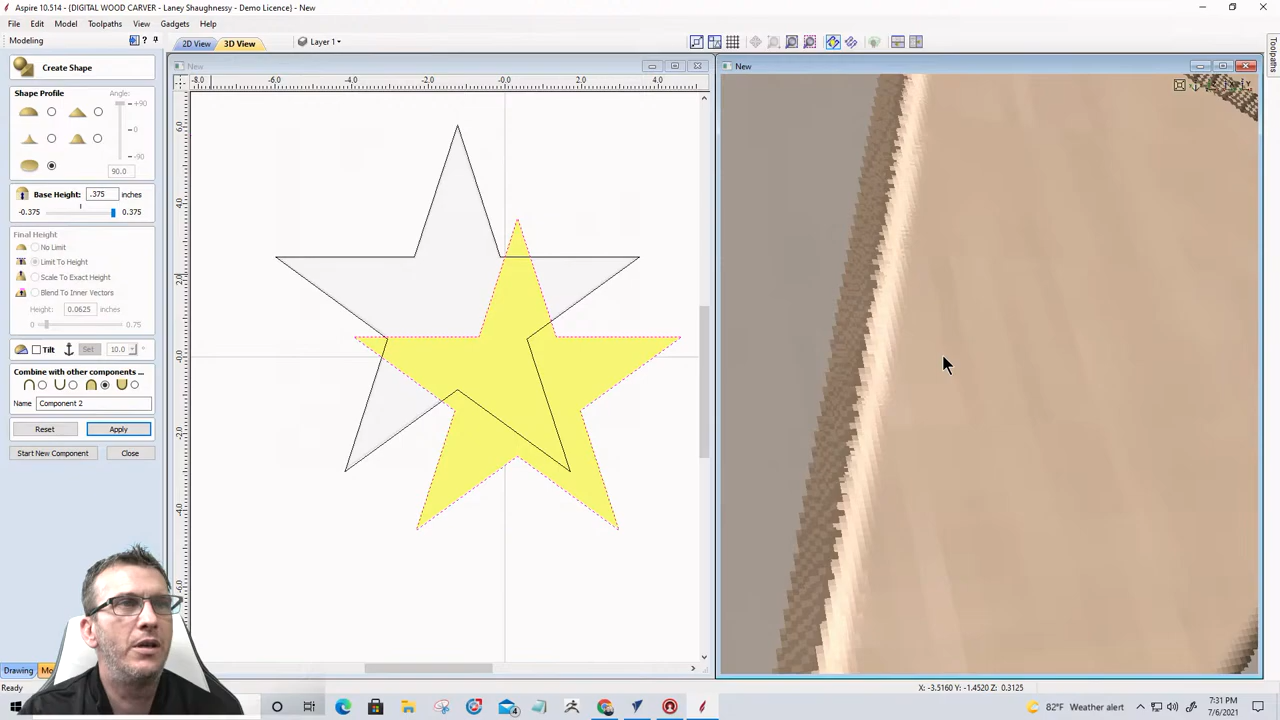 Aspire 10.514 - (DIGITAL WOOD CARVER - Laney Shaughnessy - Demo Licence) - New
File Edit Model Toolpaths View Gadgets Help
Modeling
2D View 3D View Layer 1
Create Shape
Shape Profile
Angle:
+90
0
-90
90.0
Base Height: .375 inches
-0.375 0.375
Final Height
No Limit
Limit To Height
Scale To Exact Height
Blend To Inner Vectors
Height: 0.0625 inches
0 0.75
Tilt Set 10.0 °
Combine with other components ...
Name Component 2
Reset Apply
Start New Component Close
Drawing Mo
Ready
New
-8.0 -6.0 -4.0 -2.0 -0.0 2.0 4.0
6.0
4.0
2.0
-0.0
-2.0
-4.0
-6.0
New
Toolpaths
X: -3.5160 Y: -1.4520 Z: 0.3125
4
82°F Weather alert
7:31 PM
7/6/2021